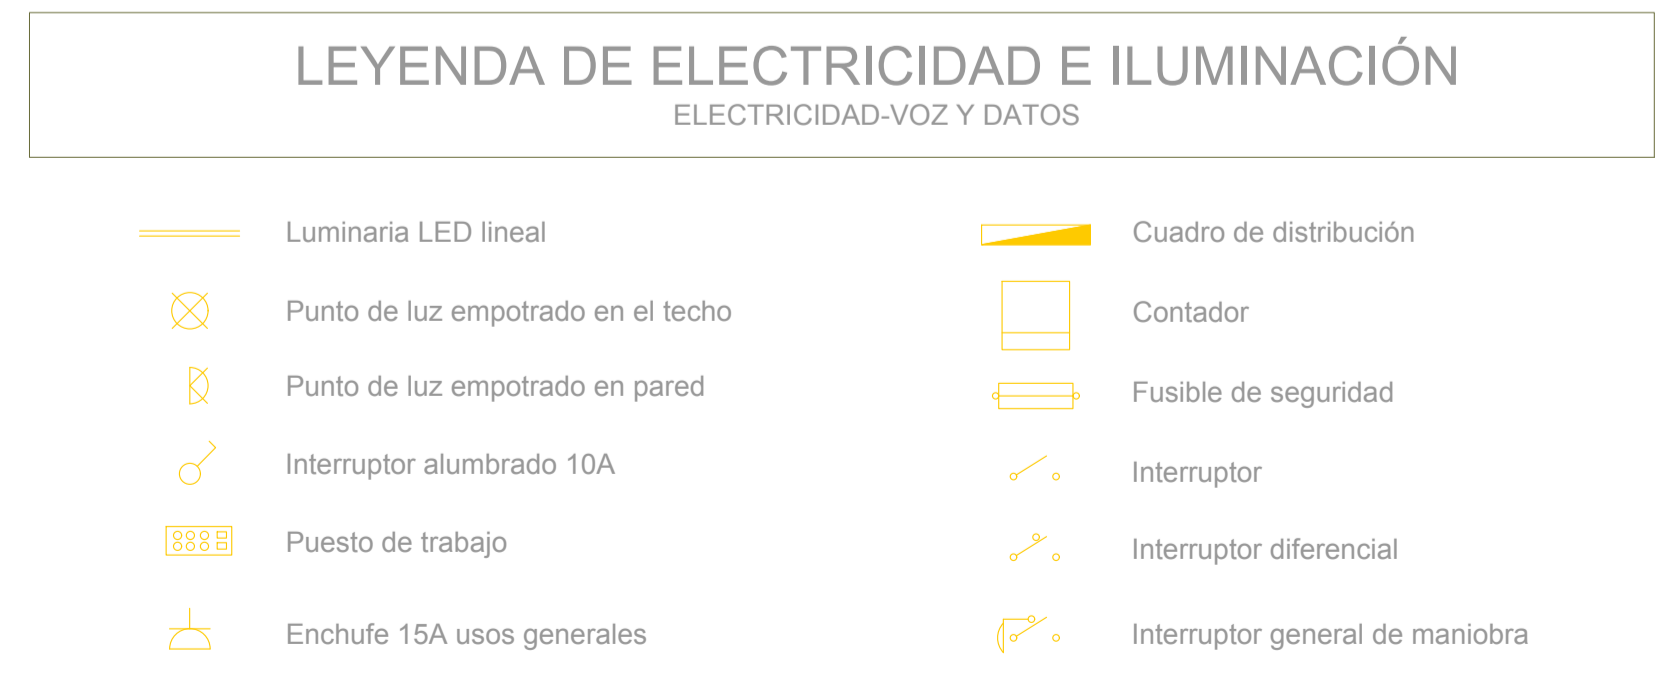 LEYENDA DE ELECTRICIDAD E ILUMINACIÓN
ELECTRICIDAD-VOZ Y DATOS
Luminaria LED lineal
Punto de luz empotrado en el techo
Punto de luz empotrado en pared
Interruptor alumbrado 10A
Puesto de trabajo
Enchufe 15A usos generales
Cuadro de distribución
Contador
Fusible de seguridad
Interruptor
Interruptor diferencial
Interruptor general de maniobra